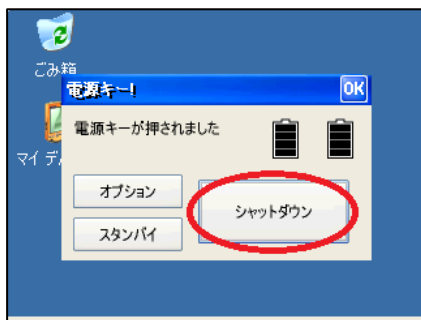 ごみ箱
電源キー!
OK
電源キーが押されました
マイ デバ
オプション
シャットダウン
スタンバイ